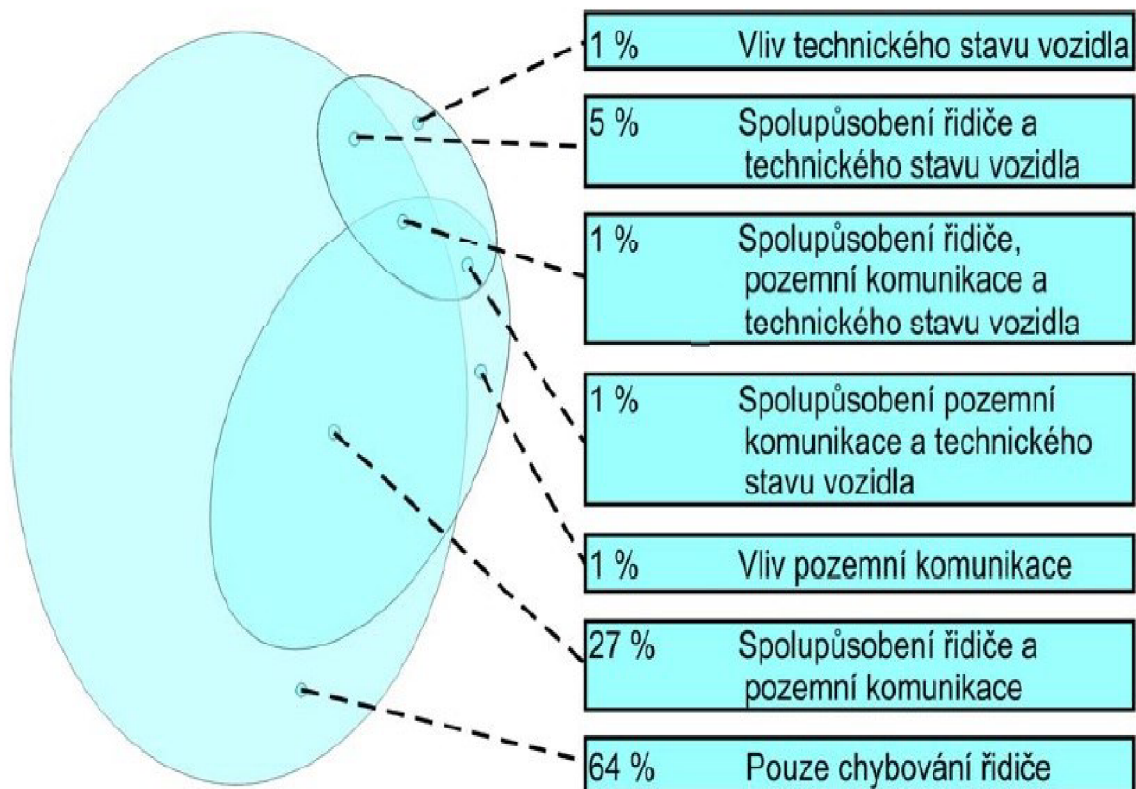 1 % Vliv technického stavu vozidla
5 % Spolupůsobení řidiče a
technického stavu vozidla
1 % Spolupůsobení řidiče,
pozemní komunikace a
technického stavu vozidla
1 % Spolupůsobení pozemní
komunikace a technického
stavu vozidla
1 % Vliv pozemní komunikace
27 % Spolupůsobení řidiče a
pozemní komunikace
64 % Pouze chybování řidiče